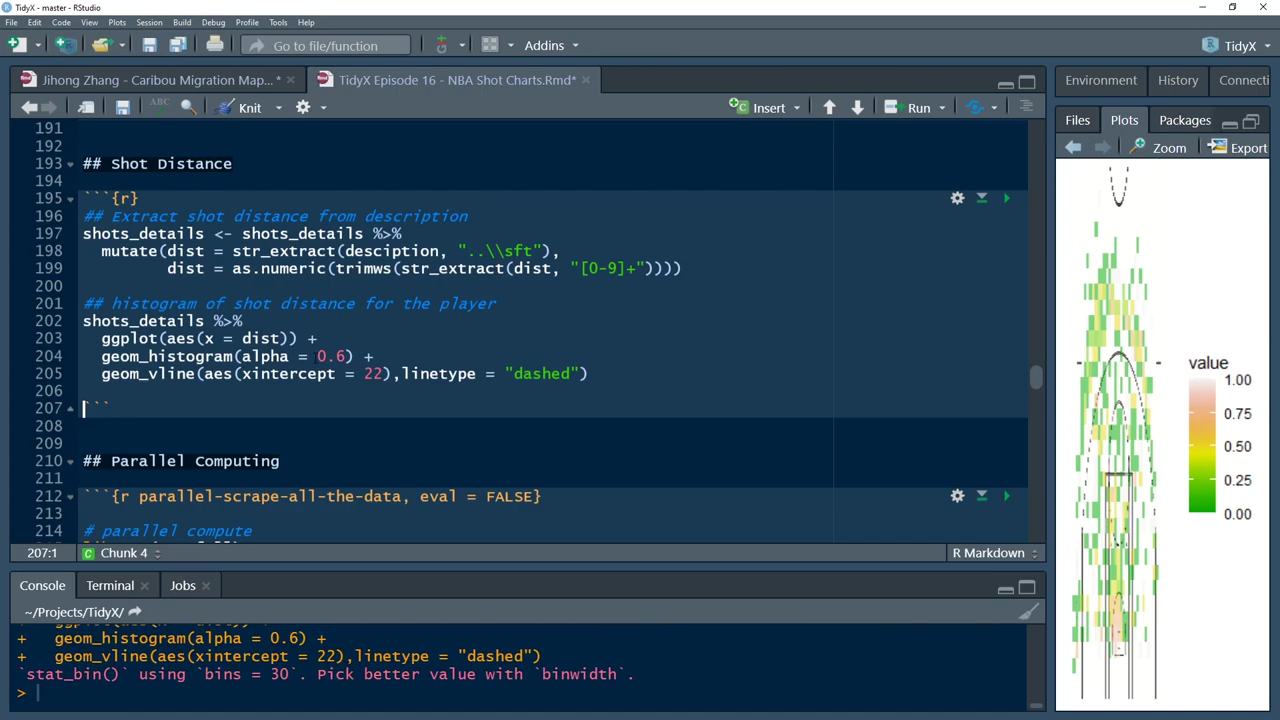 TidyX - master - RStudio
File Edit Code View Plots Session Build Debug Profile Tools Help
Go to file/function Addins TidyX
Jihong Zhang - Caribou Migration Map...* TidyX Episode 16 - NBA Shot Charts.Rmd*
ABC Knit Insert Run
191
192
193 ## Shot Distance
194
195 ```{r}
196 ## Extract shot distance from description
197 shots_details <- shots_details %>%
198 mutate(dist = str_extract(desciption, "..\\sft"),
199 dist = as.numeric(trimws(str_extract(dist, "[0-9]+"))))
200
201 ## histogram of shot distance for the player
202 shots_details %>%
203 ggplot(aes(x = dist)) +
204 geom_histogram(alpha = 0.6) +
205 geom_vline(aes(xintercept = 22),linetype = "dashed")
206
207 ```
208
209
210 ## Parallel Computing
211
212 ```{r parallel-scrape-all-the-data, eval = FALSE}
213
214 # parallel compute
207:1 Chunk 4 R Markdown
Console Terminal Jobs
~/Projects/TidyX/
+ geom_histogram(alpha = 0.6) +
+ geom_vline(aes(xintercept = 22),linetype = "dashed")
`stat_bin()` using `bins = 30`. Pick better value with `binwidth`.
>
Environment History Connecti
Files Plots Packages
Zoom Export
value
1.00
0.75
0.50
0.25
0.00